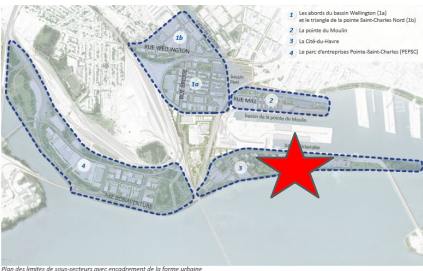 1 Les abords du bassin Wellington (1a)
et le triangle de la pointe Saint-Charles Nord (1b)
2 La pointe du Moulin
3 La Cité-du-Havre
4 Le parc d'entreprises Pointe-Saint-Charles (PEPSC)
1b
RUE WELLINGTON
1a
RUE MILL
2
bassin de la pointe du Moulin
3
4
AXE BONAVENTURE
Plan des limites de sous-secteurs avec encadrement de la forme urbaine